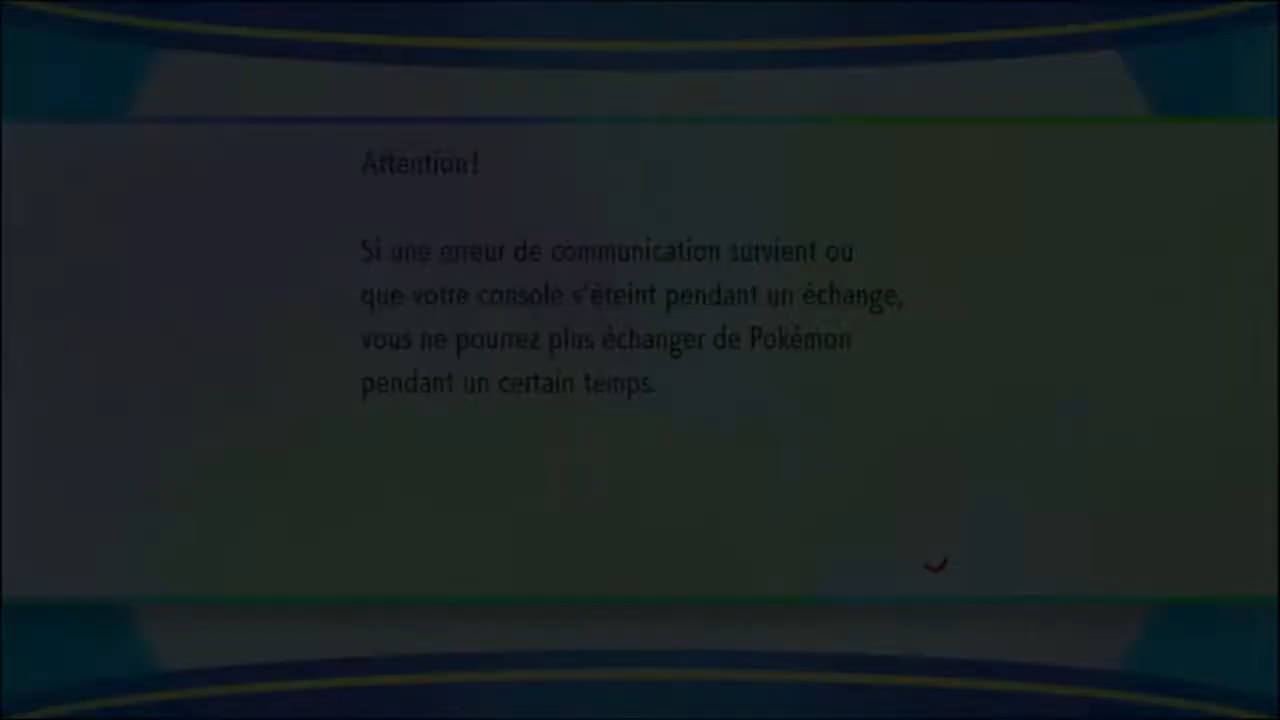 Attention!
Si une erreur de communication survient ou
que votre console s'éteint pendant un échange,
vous ne pourrez plus échanger de Pokémon
pendant un certain temps.